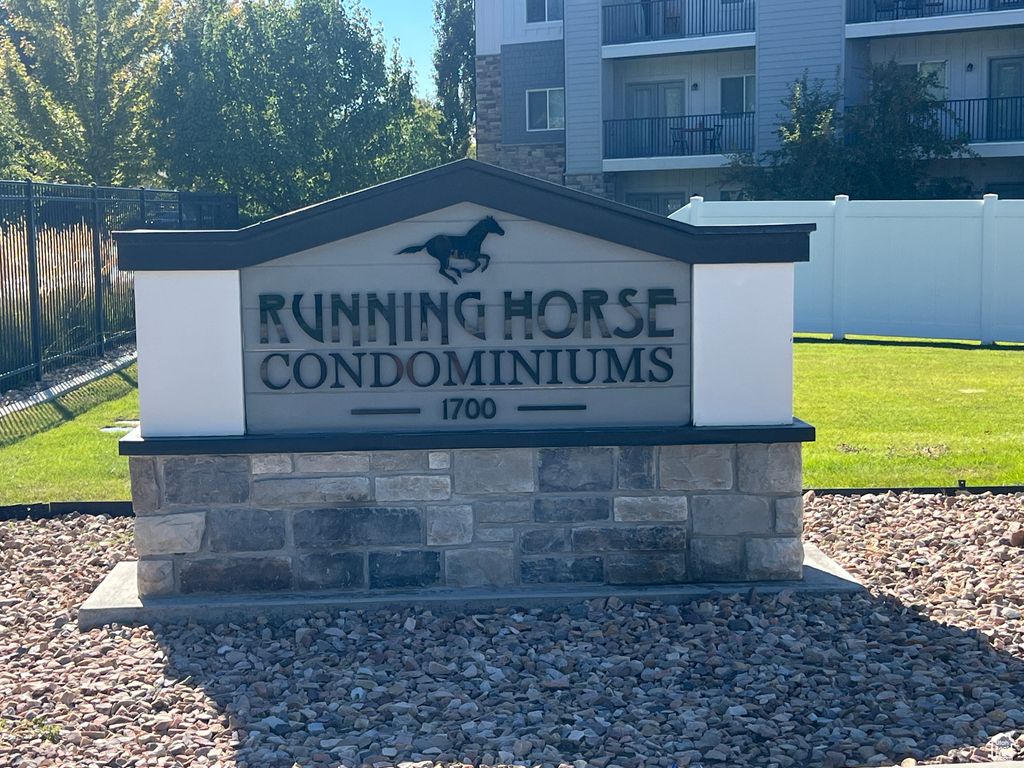 RUNNING HORSE
CONDOMINIUMS
1700